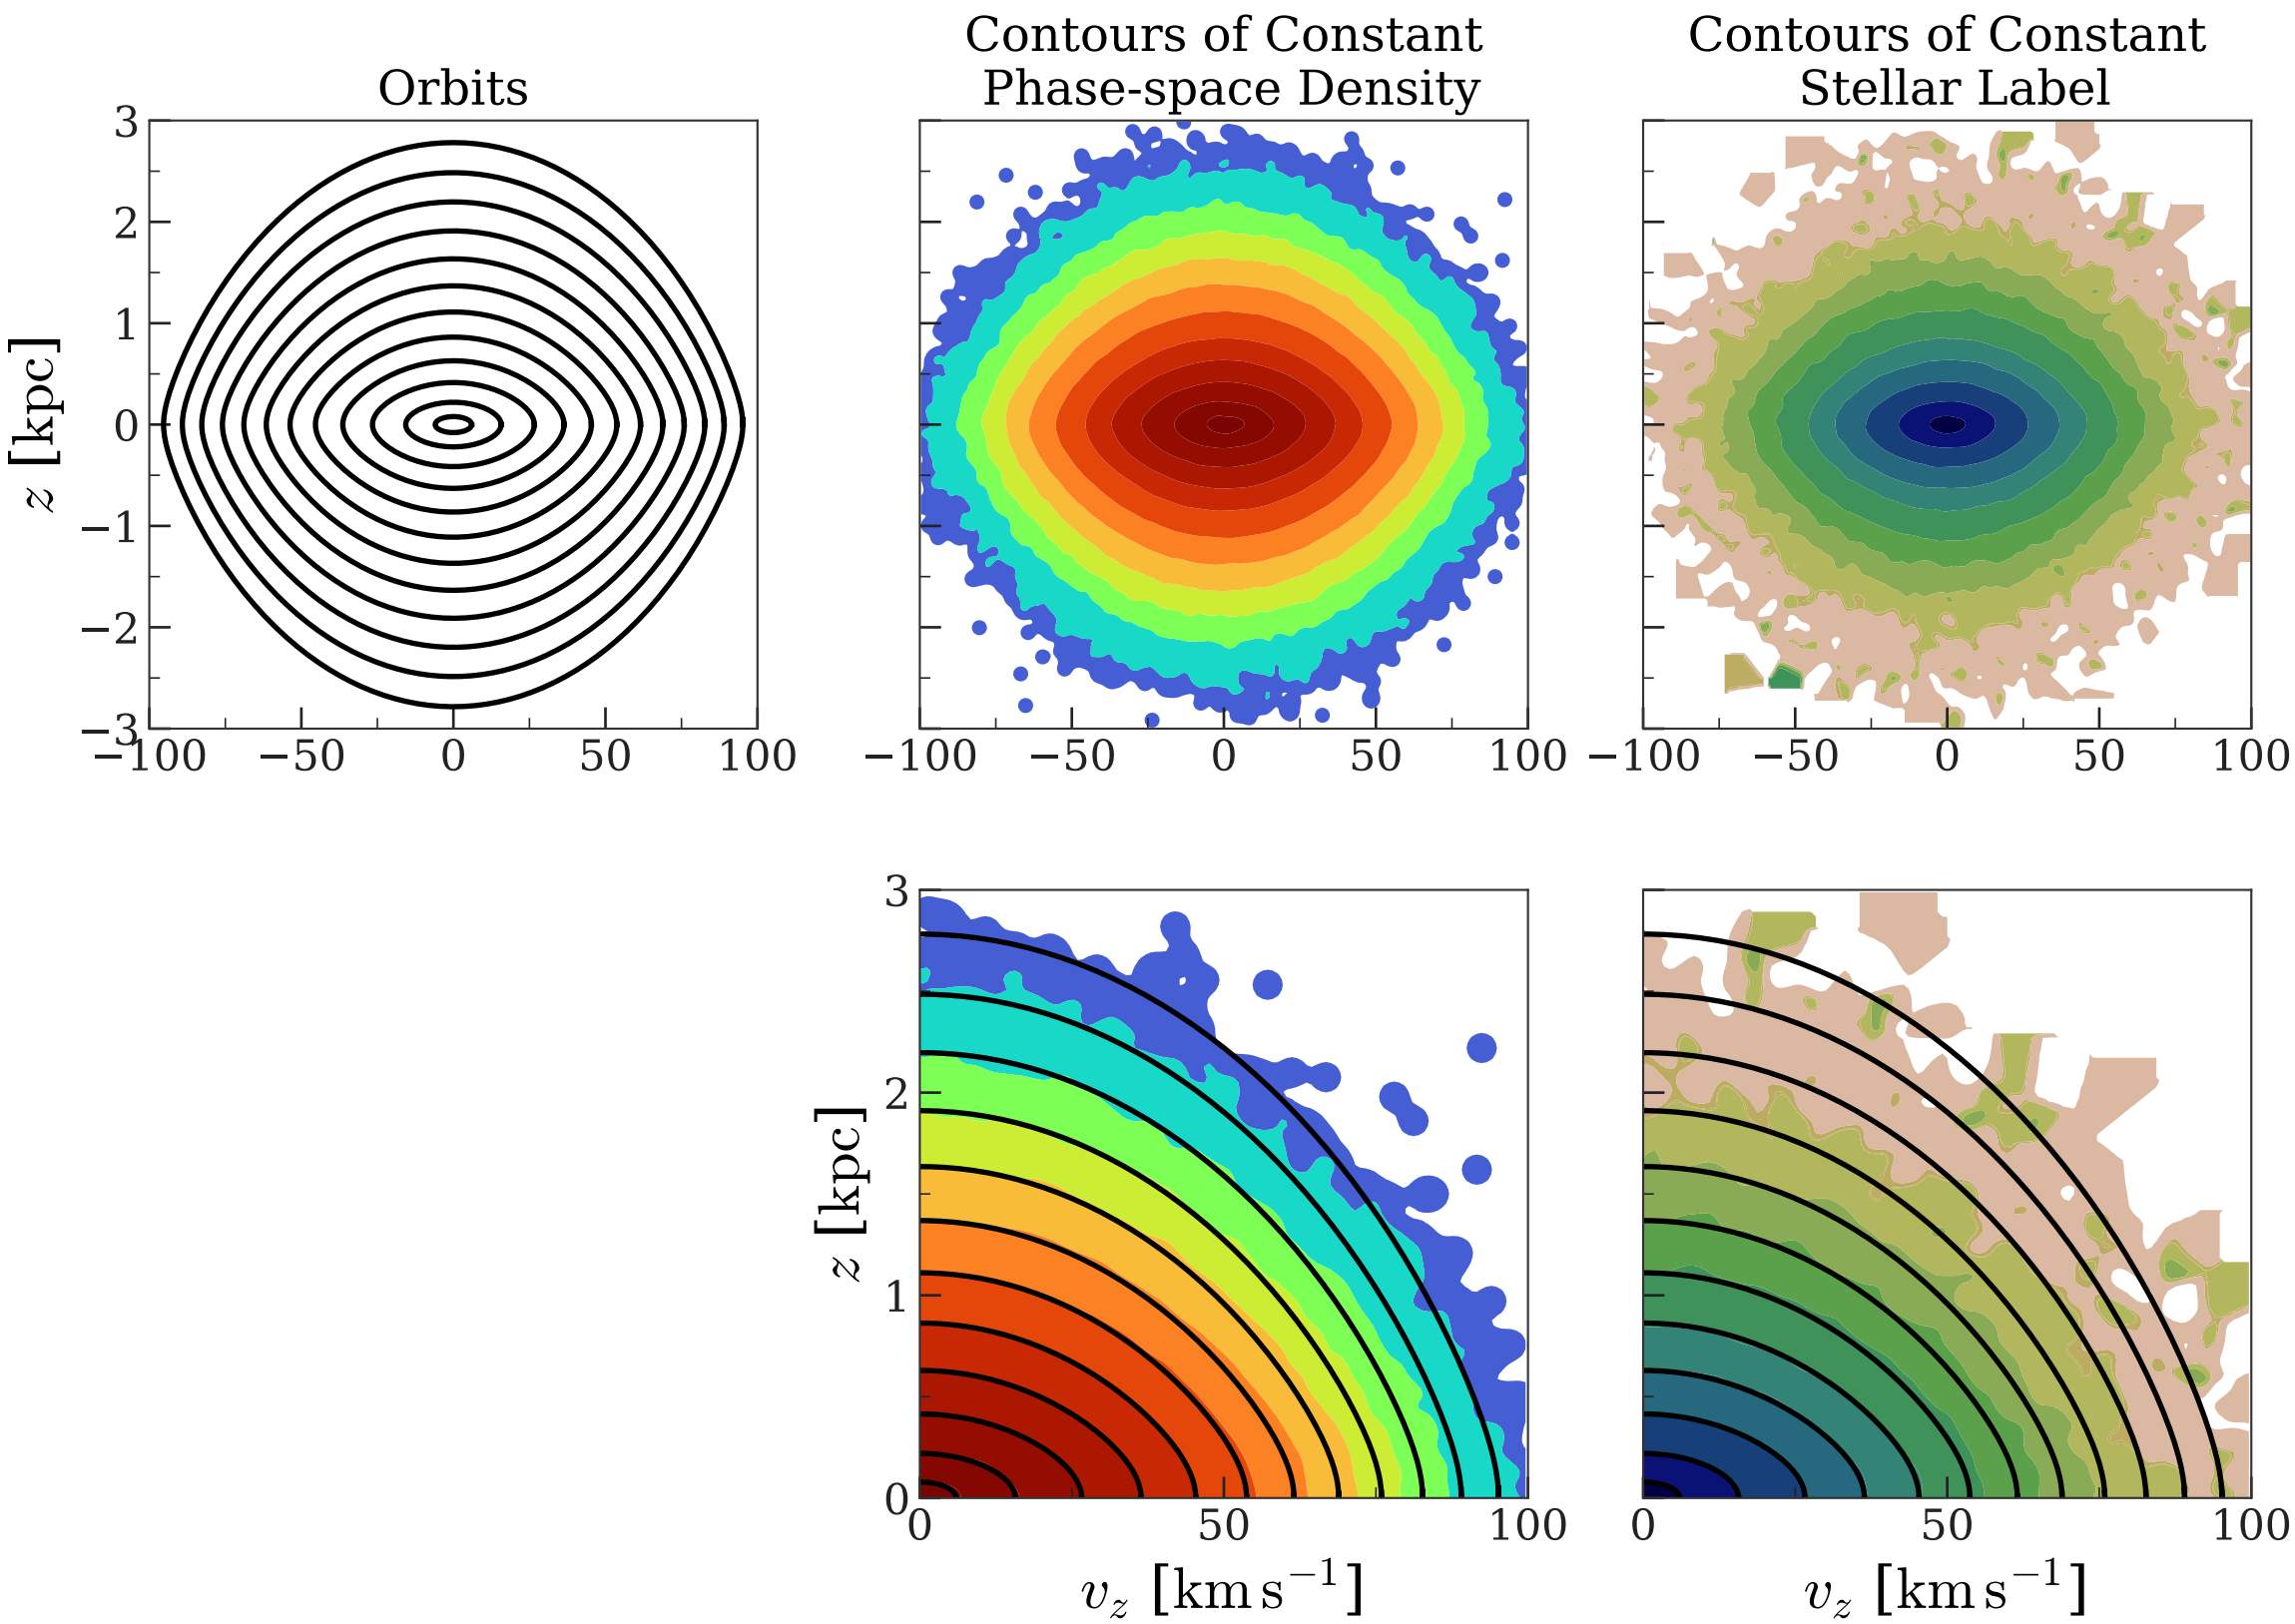 Orbits
Contours of Constant
Phase-space Density
Contours of Constant
Stellar Label
z [kpc]
3
2
1
0
−1
−2
−3
−100 −50 0 50 100
−100 −50 0 50 100
−100 −50 0 50 100
z [kpc]
3
2
1
0
0 50 100
0 50 100
v_z [km s⁻¹]
v_z [km s⁻¹]